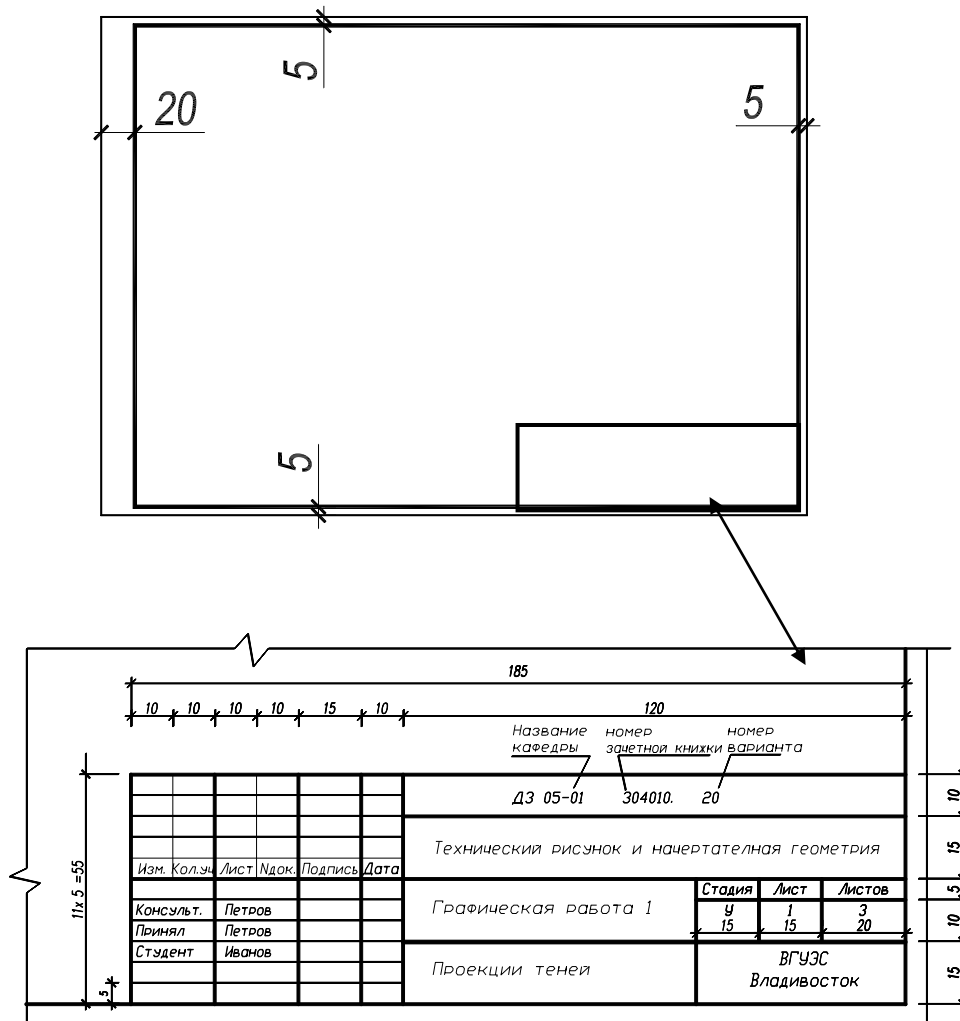 5
20
5
5
185
10 10 10 10 15 10 120
Название номер номер
кафедры зачетной книжки варианта
ДЗ 05-01 304010. 20
10
Технический рисунок и начертателная геометрия
15
Изм. Кол.уч Лист Nдок. Подпись Дата
11х 5 =55
Стадия Лист Листов
5
Консульт. Петров
Графическая работа 1
У 1 3
15 15 20
10
Принял Петров
Студент Иванов
Проекции теней
ВГУЭС
Владивосток
15
5